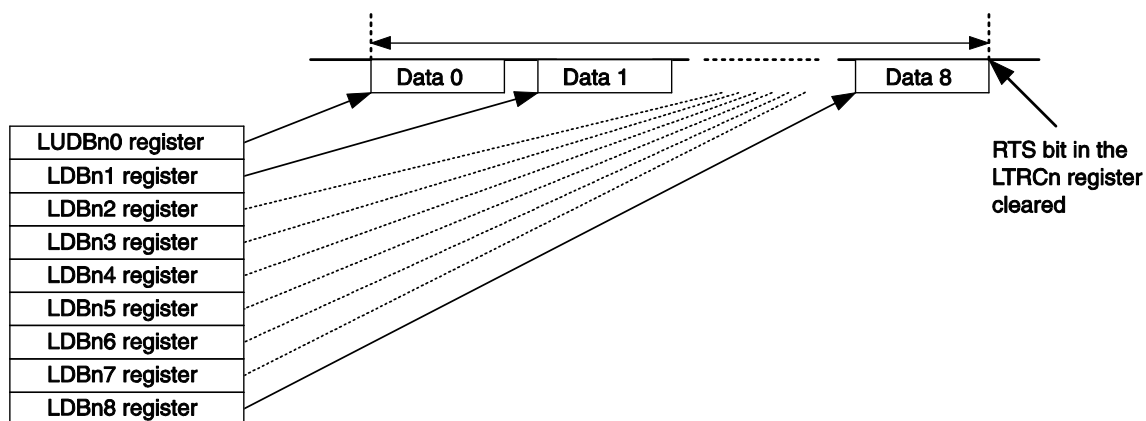 Data 0
Data 1
Data 8
LUDBn0 register
LDBn1 register
LDBn2 register
LDBn3 register
LDBn4 register
LDBn5 register
LDBn6 register
LDBn7 register
LDBn8 register
RTS bit in the
LTRCn register
cleared